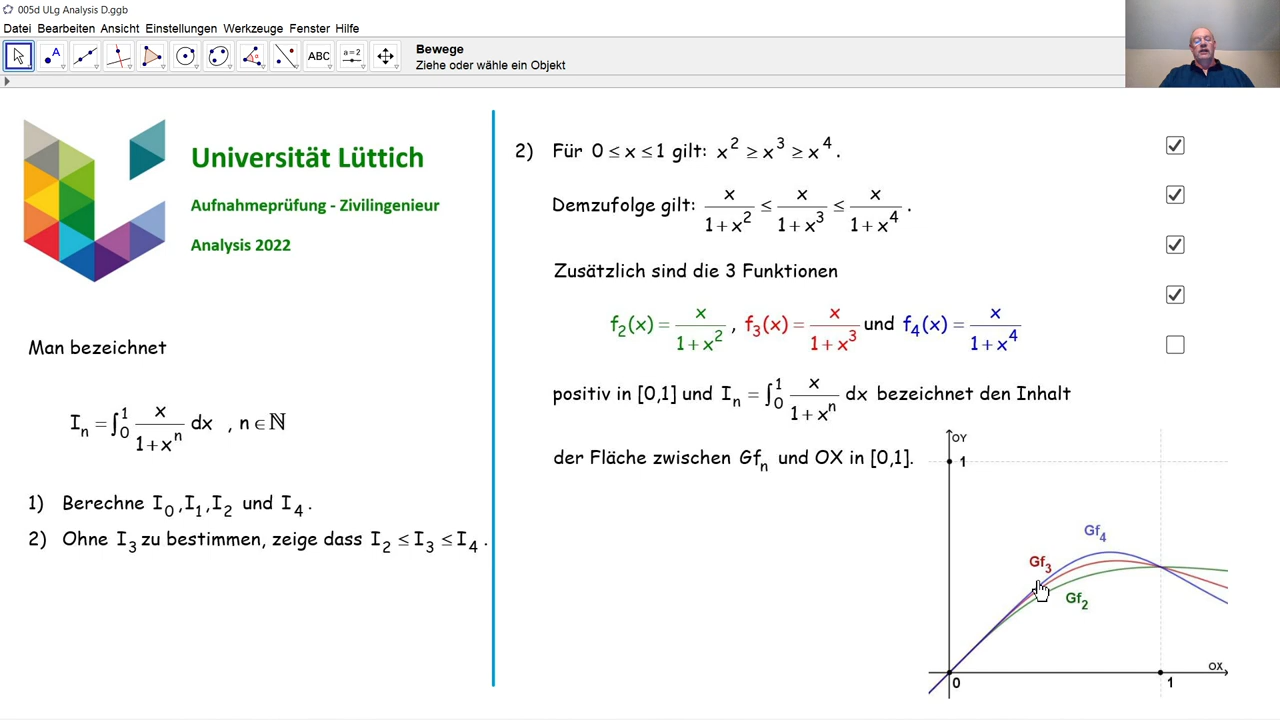 005d ULg Analysis D.ggb
Datei Bearbeiten Ansicht Einstellungen Werkzeuge Fenster Hilfe
A ABC a=2
Bewege
Ziehe oder wähle ein Objekt
Universität Lüttich
Aufnahmeprüfung - Zivilingenieur
Analysis 2022
Man bezeichnet
I_n = ∫_0^1 x/(1+x^n) dx , n ∈ ℕ
1) Berechne I_0 ,I_1 ,I_2 und I_4 .
2) Ohne I_3 zu bestimmen, zeige dass I_2 ≤ I_3 ≤ I_4 .
2) Für 0 ≤ x ≤ 1 gilt: x^2 ≥ x^3 ≥ x^4 .
Demzufolge gilt: x/(1+x^2) ≤ x/(1+x^3) ≤ x/(1+x^4) .
Zusätzlich sind die 3 Funktionen
f_2(x) = x/(1+x^2) , f_3(x) = x/(1+x^3) und f_4(x) = x/(1+x^4)
positiv in [0,1] und I_n = ∫_0^1 x/(1+x^n) dx bezeichnet den Inhalt
der Fläche zwischen Gf_n und OX in [0,1].
OY
1
Gf_4
Gf_3
Gf_2
OX
0 1